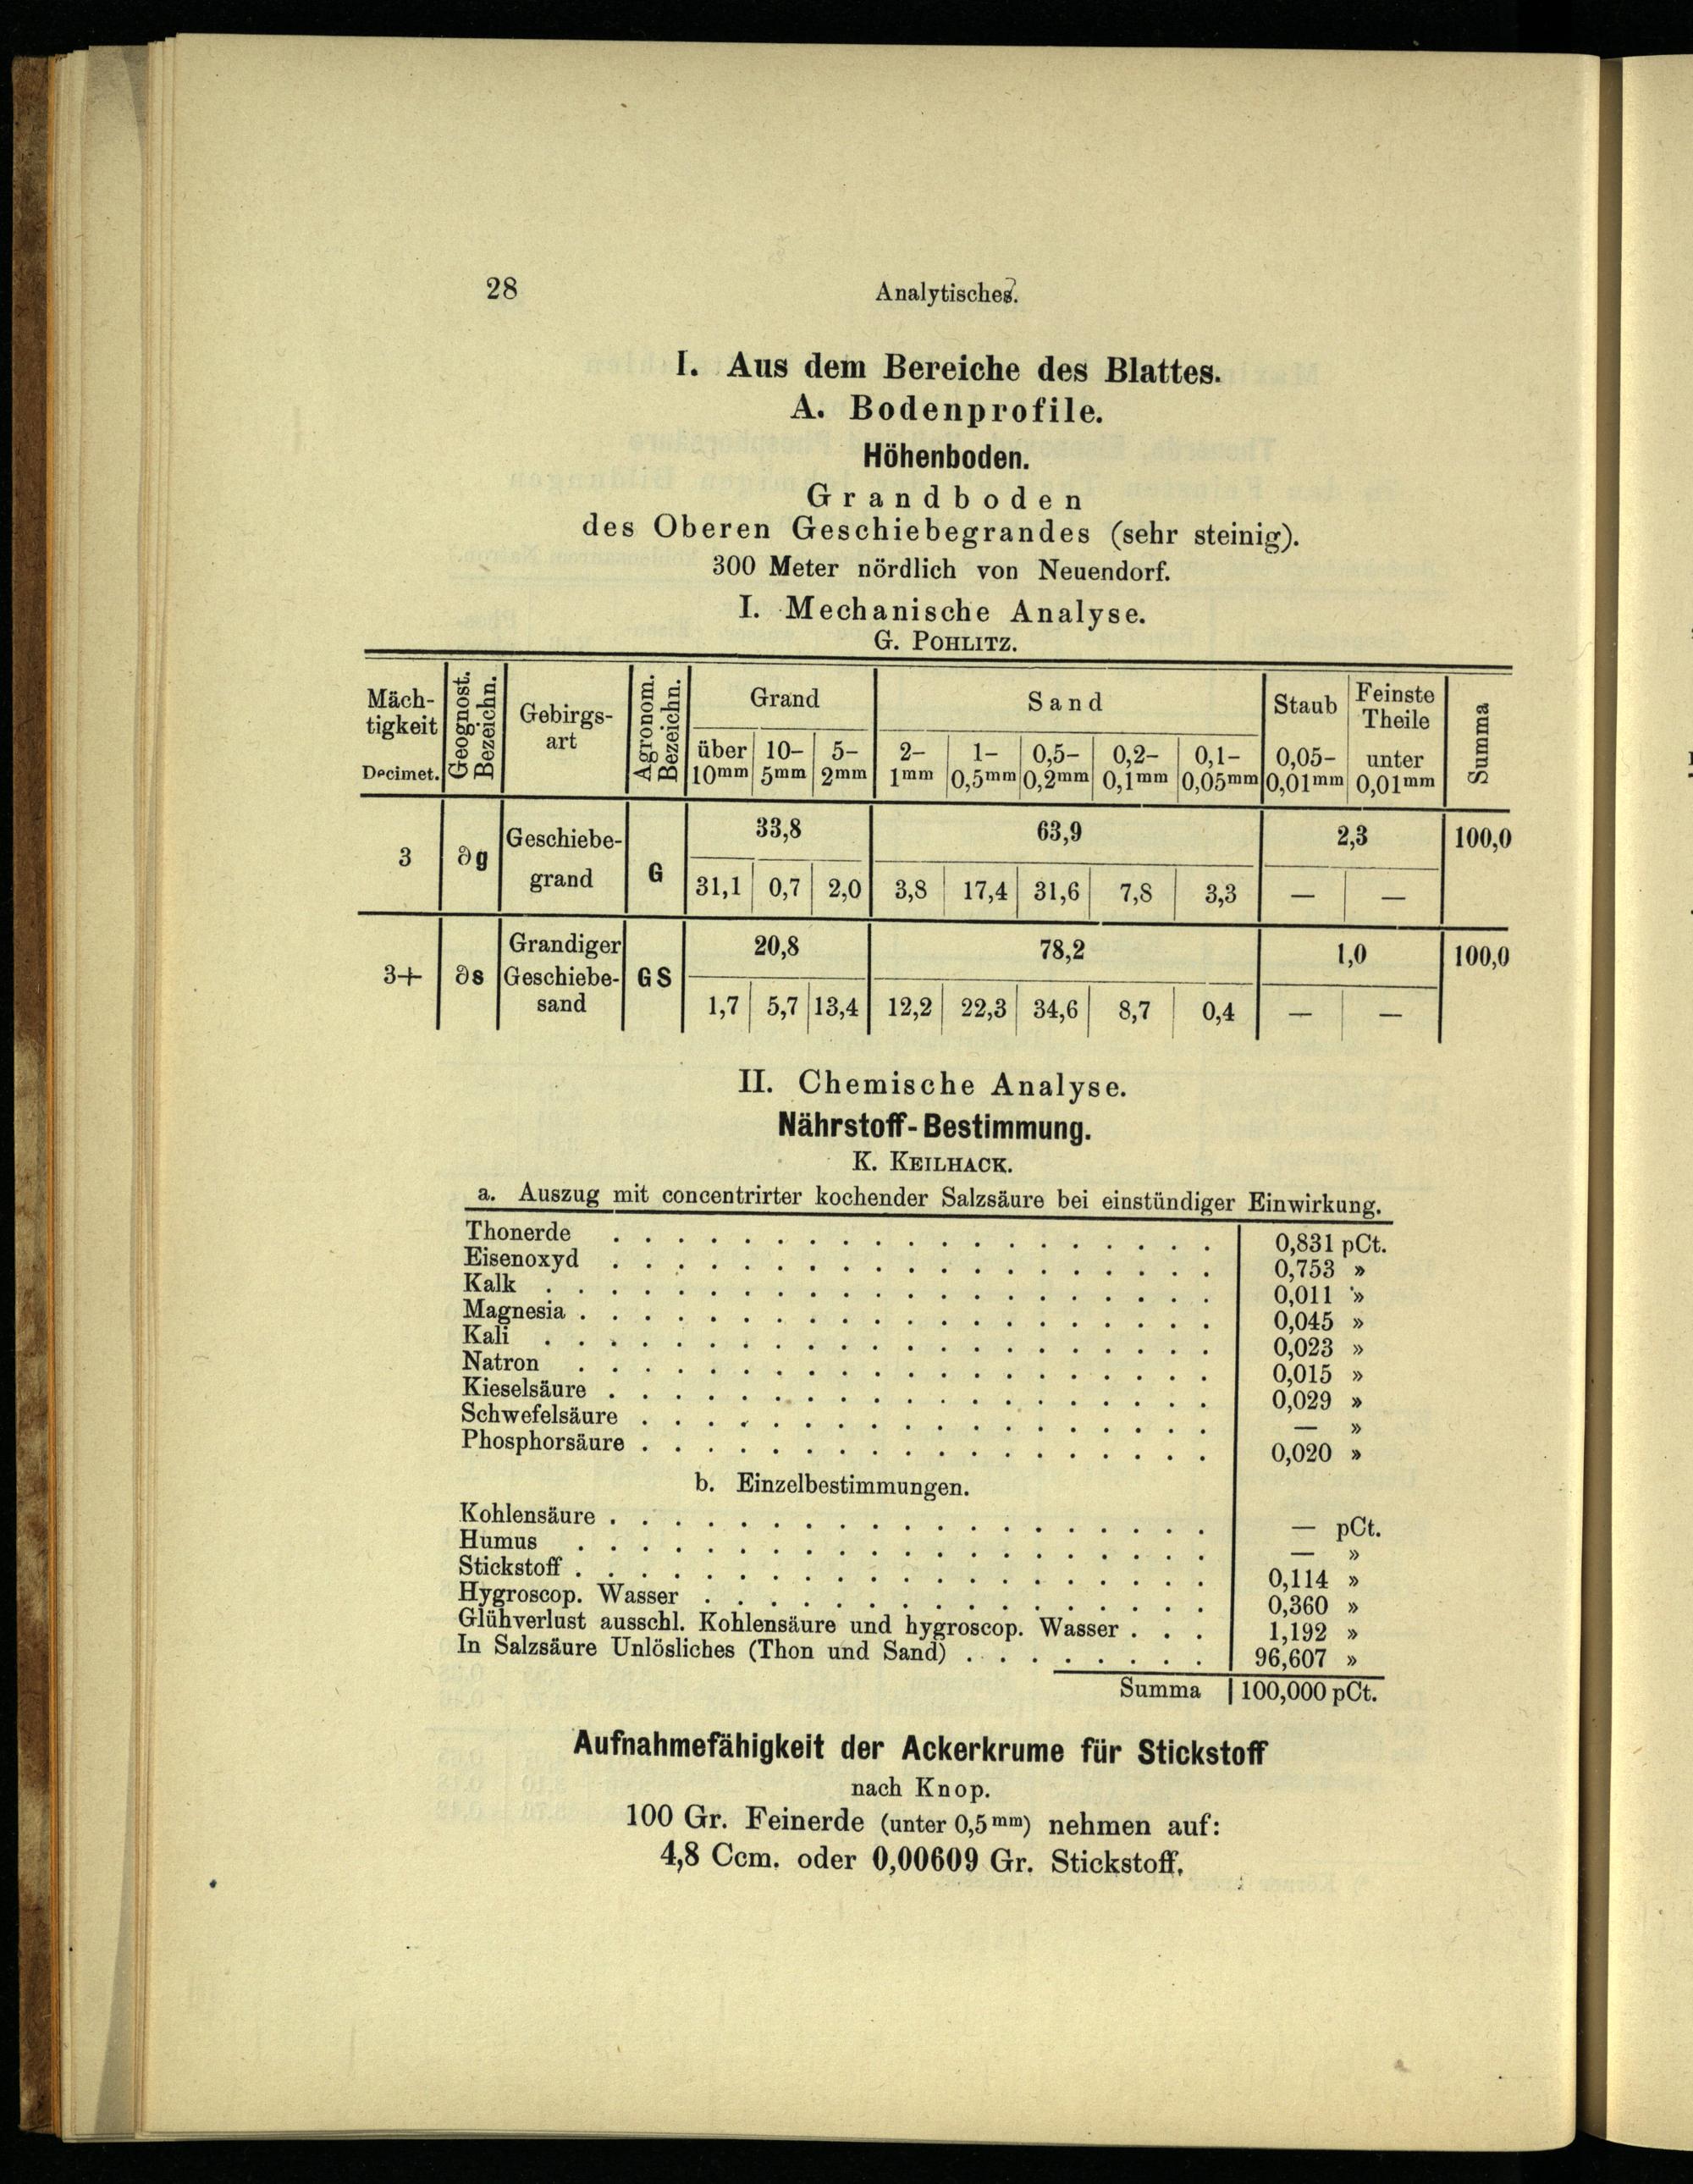 28
Analytisches.
I. Aus dem Bereiche des Blattes.
A. Bodenprofile.
Höhenboden.
Grandboden
des Oberen Geschiebegrandes (sehr steinig).
300 Meter nördlich von Neuendorf.
I. Mechanische Analyse.
G. POHLITZ.
Mäch-tigkeit Decimet. | Geognost. Bezeichn. | Gebirgs-art | Agronom. Bezeichn. | Grand | Sand | Staub | Feinste Theile | Summa
über 10mm | 10-5mm | 5-2mm | 2-1mm | 1-0,5mm | 0,5-0,2mm | 0,2-0,1mm | 0,1-0,05mm | 0,05-0,01mm | unter 0,01mm
3 | ∂g | Geschiebe-grand | G | 33,8 | 63,9 | 2,3 | 100,0
31,1 | 0,7 | 2,0 | 3,8 | 17,4 | 31,6 | 7,8 | 3,3 | — | —
3+ | ∂s | Grandiger Geschiebe-sand | GS | 20,8 | 78,2 | 1,0 | 100,0
1,7 | 5,7 | 13,4 | 12,2 | 22,3 | 34,6 | 8,7 | 0,4 | — | —
II. Chemische Analyse.
Nährstoff-Bestimmung.
K. KEILHACK.
a. Auszug mit concentrirter kochender Salzsäure bei einstündiger Einwirkung.
Thonerde . . . . . 0,831 pCt.
Eisenoxyd . . . . . 0,753 »
Kalk . . . . . 0,011 »
Magnesia . . . . . 0,045 »
Kali . . . . . 0,023 »
Natron . . . . . 0,015 »
Kieselsäure . . . . . 0,029 »
Schwefelsäure . . . . . — »
Phosphorsäure . . . . . 0,020 »
b. Einzelbestimmungen.
Kohlensäure . . . . . — pCt.
Humus . . . . . — »
Stickstoff . . . . . 0,114 »
Hygroscop. Wasser . . . . . 0,360 »
Glühverlust ausschl. Kohlensäure und hygroscop. Wasser . . . 1,192 »
In Salzsäure Unlösliches (Thon und Sand) . . . . . 96,607 »
Summa | 100,000 pCt.
Aufnahmefähigkeit der Ackerkrume für Stickstoff
nach Knop.
100 Gr. Feinerde (unter 0,5mm) nehmen auf:
4,8 Ccm. oder 0,00609 Gr. Stickstoff.